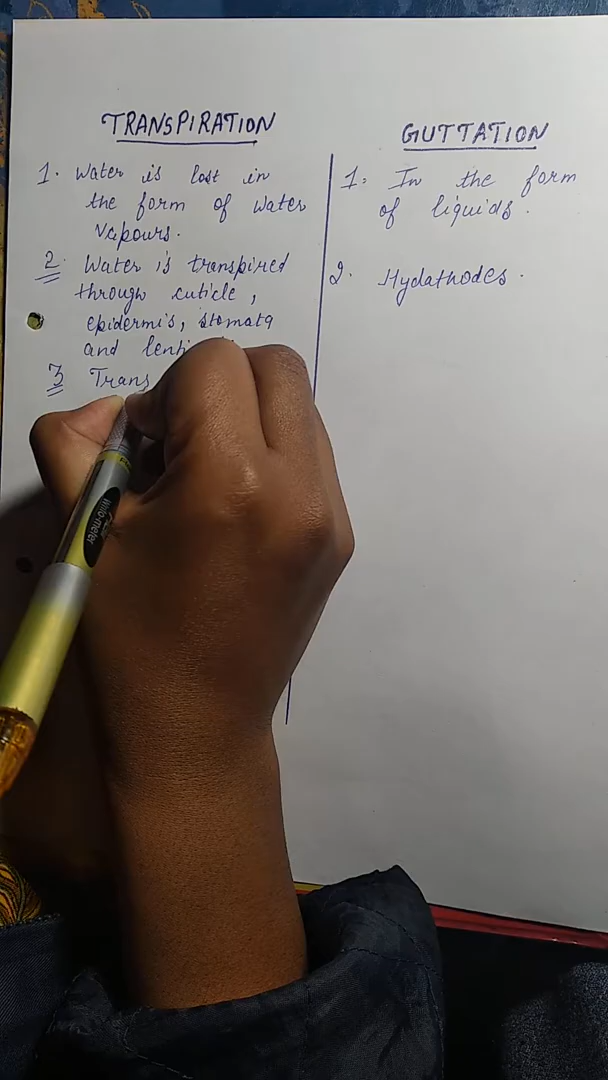 TRANSPIRATION
1. Water is lost in
the form of water
vapours.
2. Water is transpired
through cuticle,
epidermis, stomata
and
3 Trans
GUTTATION
1. In the form
of liquids.
2. Hydathodes.